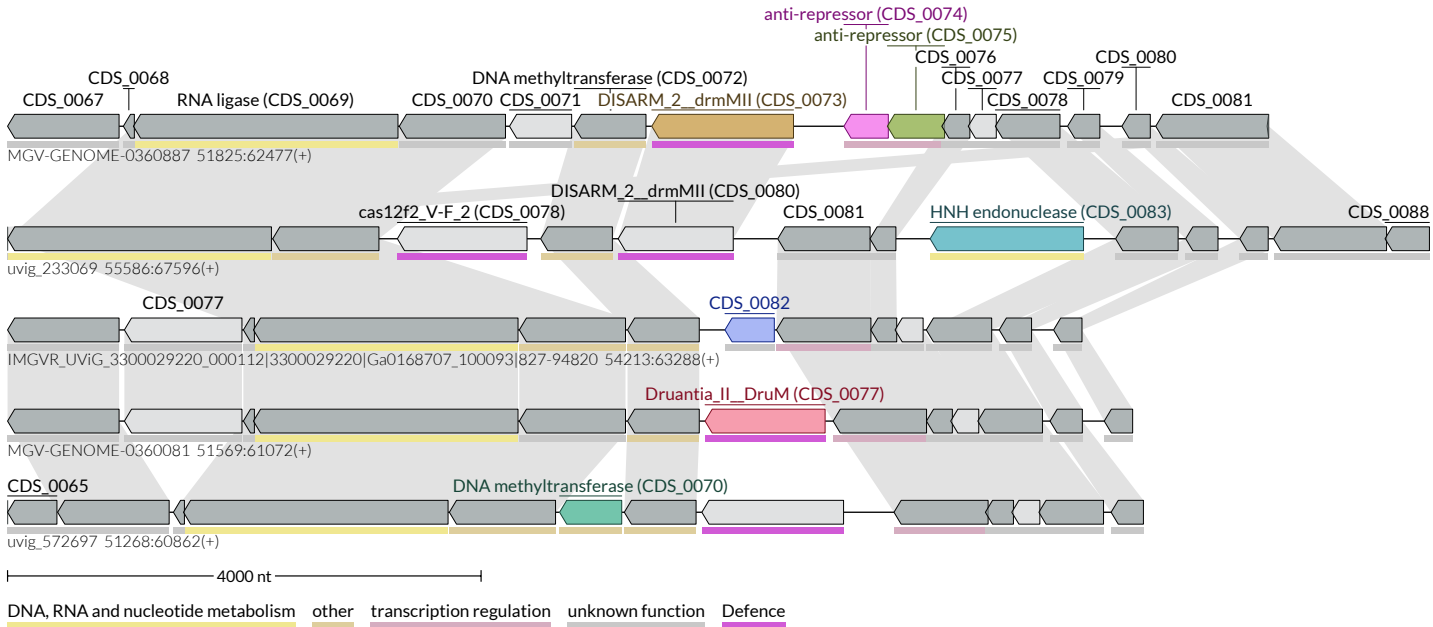 anti-repressor (CDS_0074)
anti-repressor (CDS_0075)
CDS_0076 CDS_0080
CDS_0068 DNA methyltransferase (CDS_0072) CDS_0077 CDS_0079
CDS_0067 RNA ligase (CDS_0069) CDS_0070 CDS_0071 DISARM_2__drmMII (CDS_0073) CDS_0078 CDS_0081
MGV-GENOME-0360887 51825:62477(+)
DISARM_2__drmMII (CDS_0080)
cas12f2_V-F_2 (CDS_0078) CDS_0081 HNH endonuclease (CDS_0083) CDS_0088
uvig_233069 55586:67596(+)
CDS_0077 CDS_0082
IMGVR_UViG_3300029220_000112|3300029220|Ga0168707_100093|827-94820 54213:63288(+)
Druantia_II__DruM (CDS_0077)
MGV-GENOME-0360081 51569:61072(+)
CDS_0065 DNA methyltransferase (CDS_0070)
uvig_572697 51268:60862(+)
4000 nt
DNA, RNA and nucleotide metabolism other transcription regulation unknown function Defence